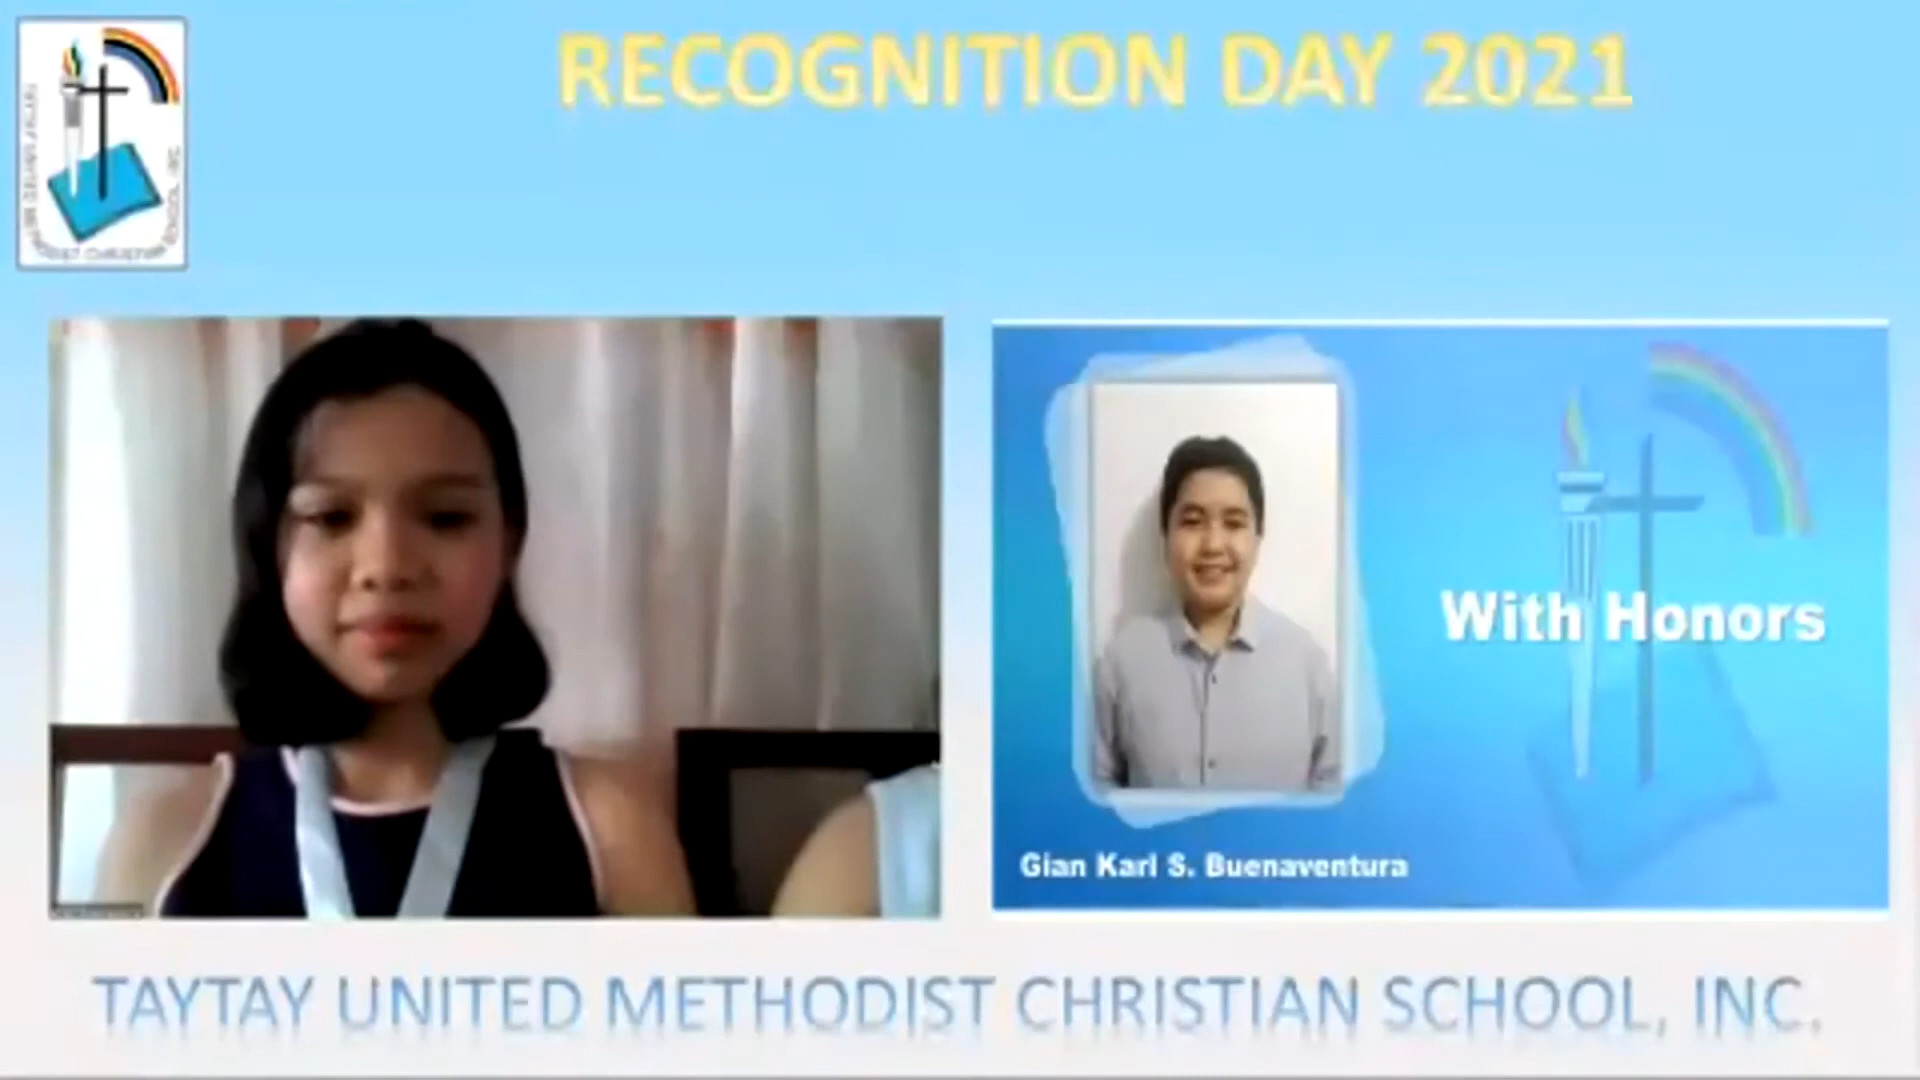 RECOGNITION DAY 2021
With Honors
Gian Karl S. Buenaventura
TAYTAY UNITED METHODIST CHRISTIAN SCHOOL, INC.